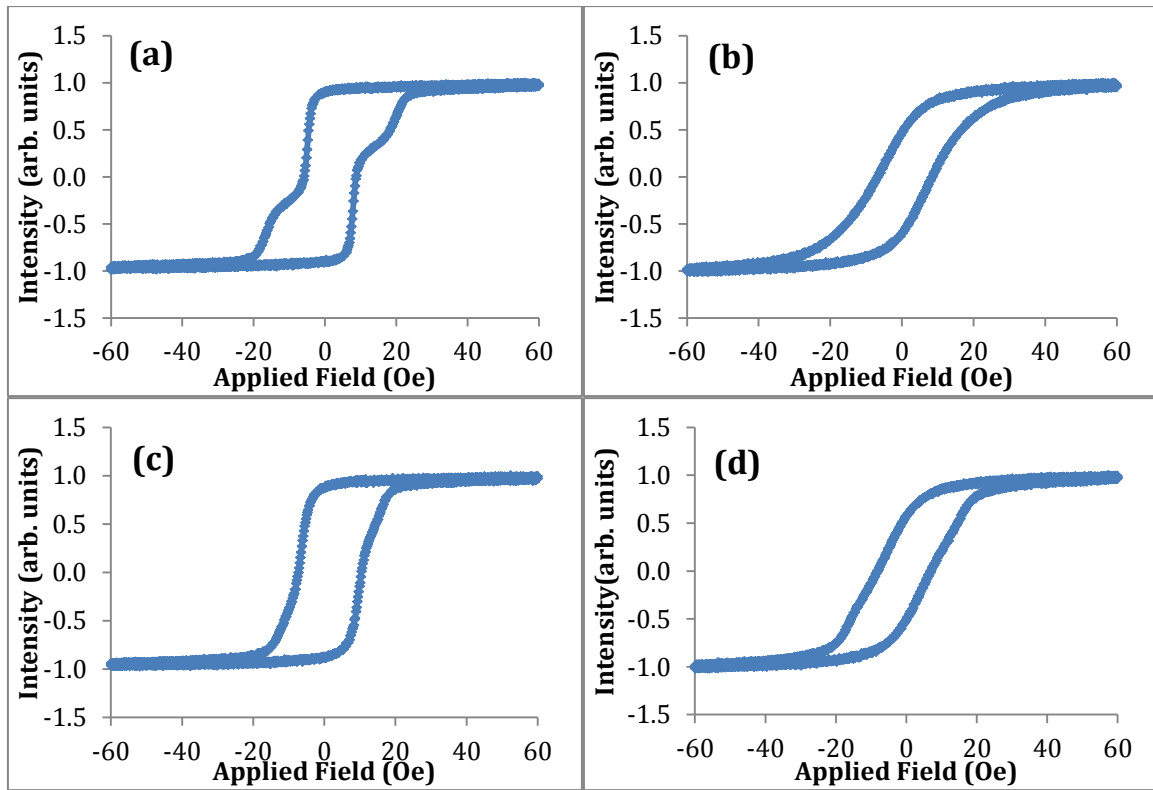 (a)
Intensity (arb. units)
1.5
1.0
0.5
0.0
-0.5
-1.0
-1.5
-60 -40 -20 0 20 40 60
Applied Field (Oe)
(b)
Intensity (arb. units)
1.5
1.0
0.5
0.0
-0.5
-1.0
-1.5
-60 -40 -20 0 20 40 60
Applied Field (Oe)
(c)
Intensity (arb. units)
1.5
1.0
0.5
0.0
-0.5
-1.0
-1.5
-60 -40 -20 0 20 40 60
Applied Field (Oe)
(d)
Intensity(arb. units)
1.5
1.0
0.5
0.0
-0.5
-1.0
-1.5
-60 -40 -20 0 20 40 60
Applied Field (Oe)